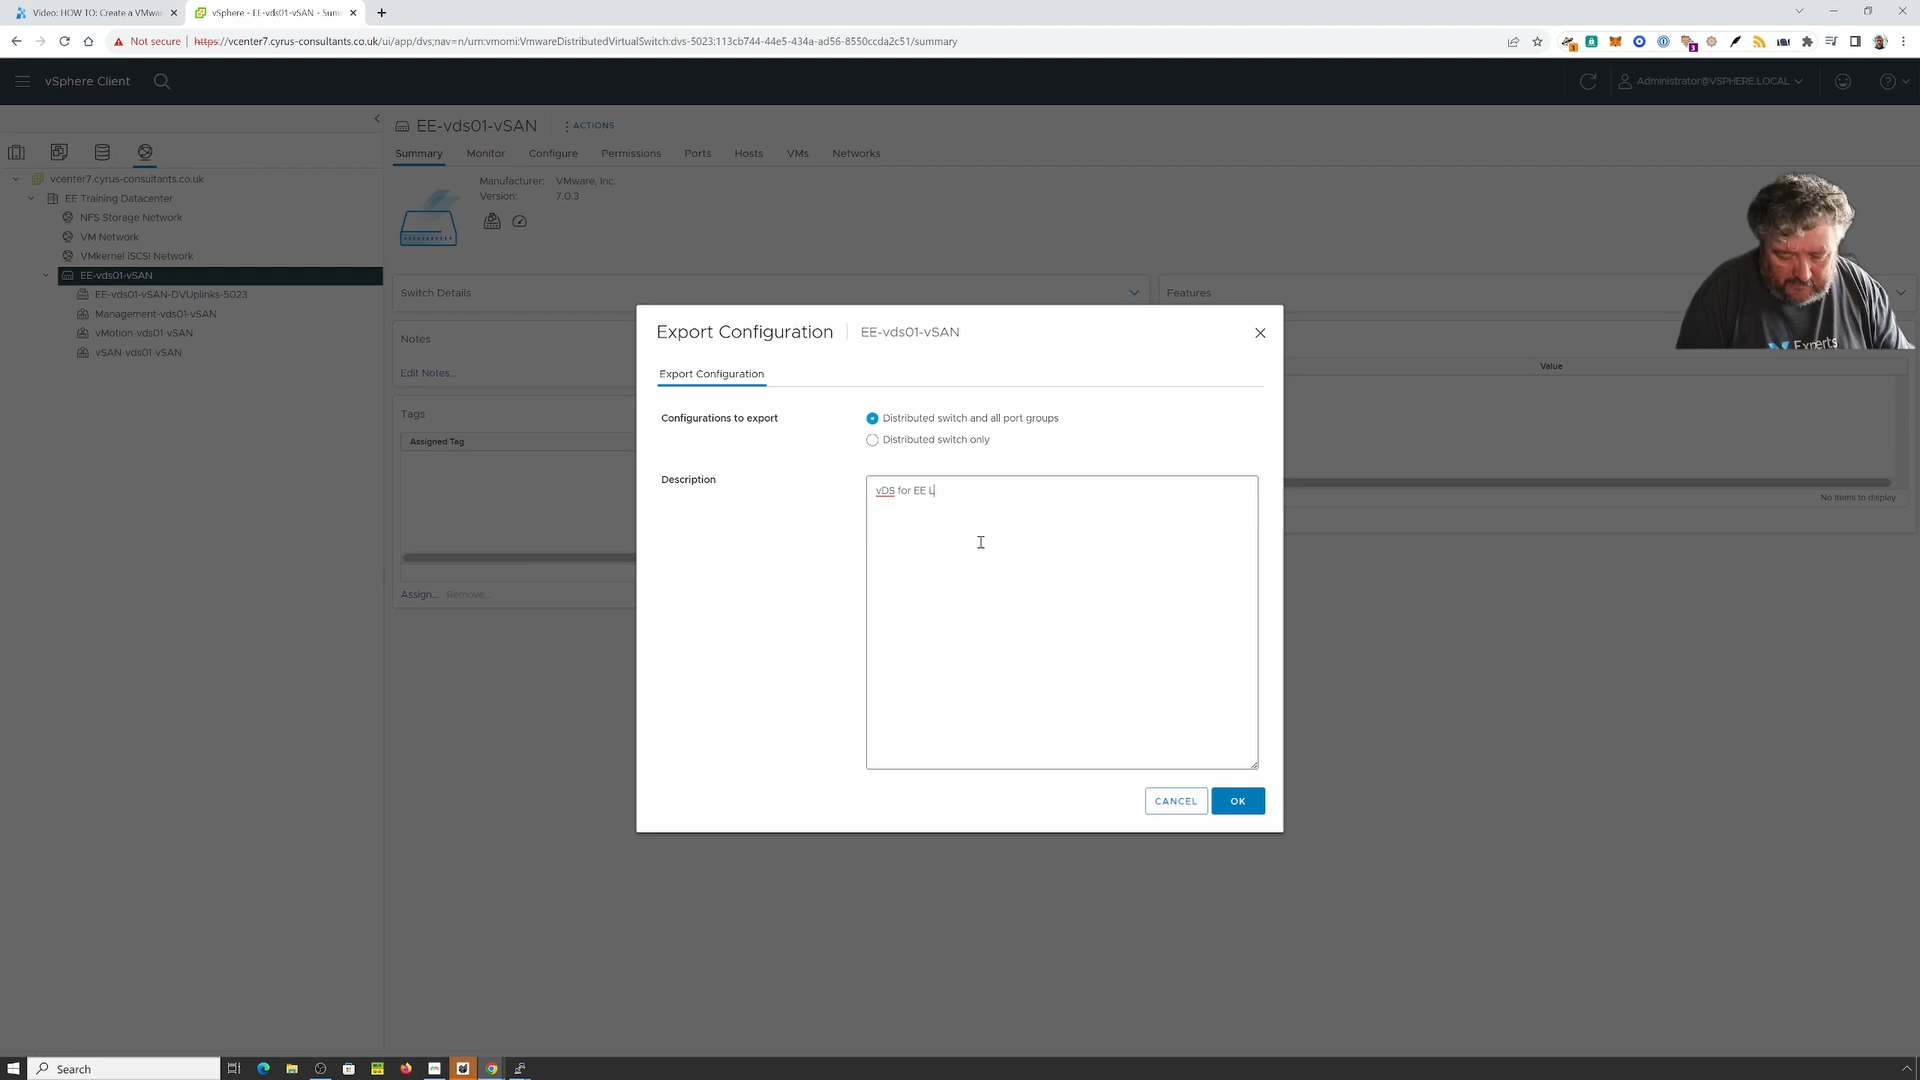 Video: HOW TO: Create a VMwar
vSphere - EE-vds01-vSAN - Sum
Not secure
https://vcenter7.cyrus-consultants.co.uk/ui/app/dvs;nav=n/urn:vmomi:VmwareDistributedVirtualSwitch:dvs-5023:113cb744-44e5-434a-ad56-8550ccda2c51/summary
vSphere Client
Administrator@VSPHERE.LOCAL
EE-vds01-vSAN
ACTIONS
Summary
Monitor
Configure
Permissions
Ports
Hosts
VMs
Networks
vcenter7.cyrus-consultants.co.uk
EE Training Datacenter
NFS Storage Network
VM Network
VMkernel iSCSI Network
EE-vds01-vSAN
EE-vds01-vSAN-DVUplinks-5023
Management-vds01-vSAN
vMotion-vds01-vSAN
vSAN-vds01-vSAN
Manufacturer: VMware, Inc.
Version: 7.0.3
Switch Details
Features
Notes
Edit Notes...
Value
Tags
Assigned Tag
No items to display
Assign... Remove...
Experts
Export Configuration
EE-vds01-vSAN
Export Configuration
Configurations to export
Distributed switch and all port groups
Distributed switch only
Description
vDS for EE L
CANCEL
OK
Search